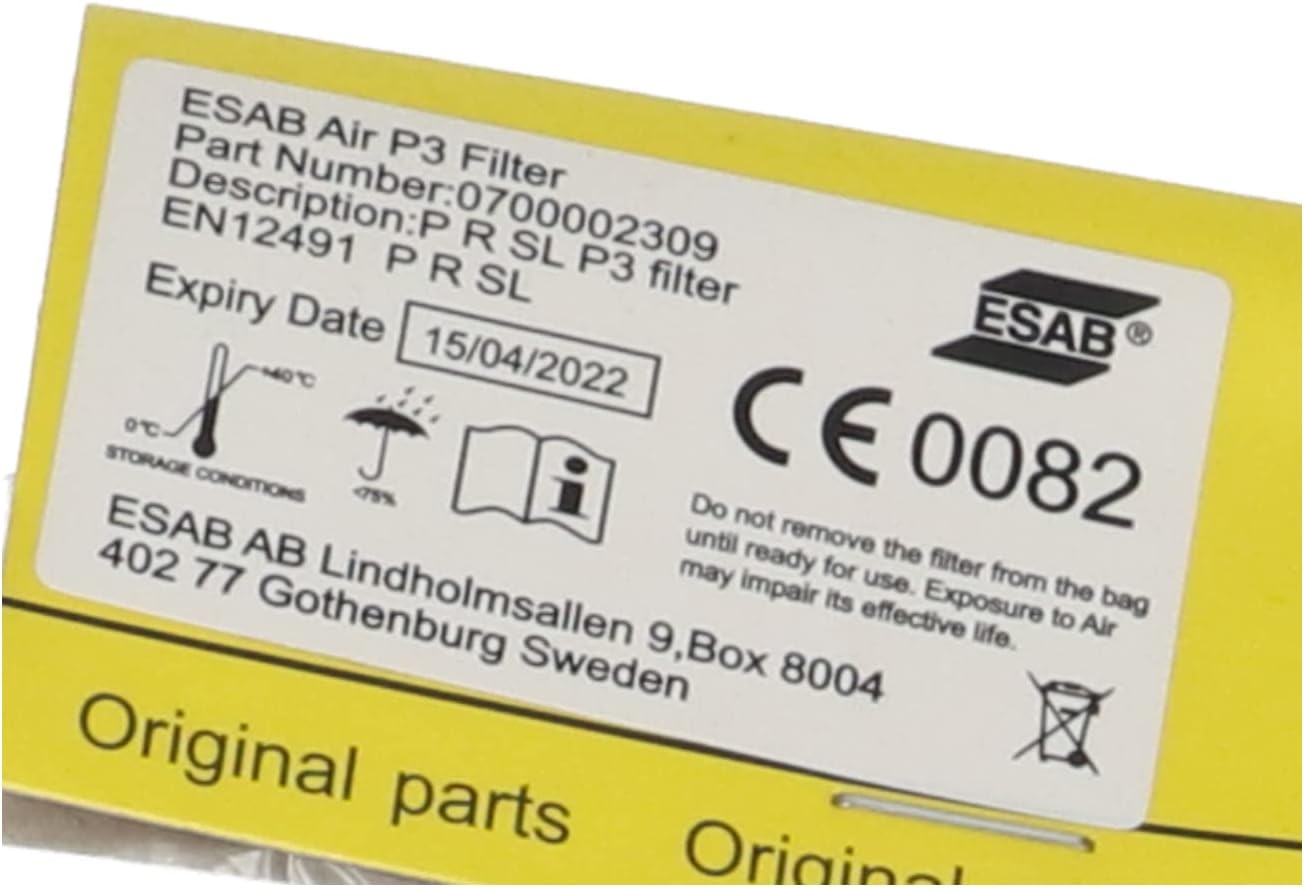 ESAB Air P3 Filter
Part Number:0700002309
Description:P R SL P3 filter
EN12491 P R SL
Expiry Date 15/04/2022
ESAB®
+40°C
0°C
STORAGE CONDITIONS
<75%
CE 0082
Do not remove the filter from the bag
until ready for use. Exposure to Air
may impair its effective life.
ESAB AB Lindholmsallen 9,Box 8004
402 77 Gothenburg Sweden
Original parts
Original